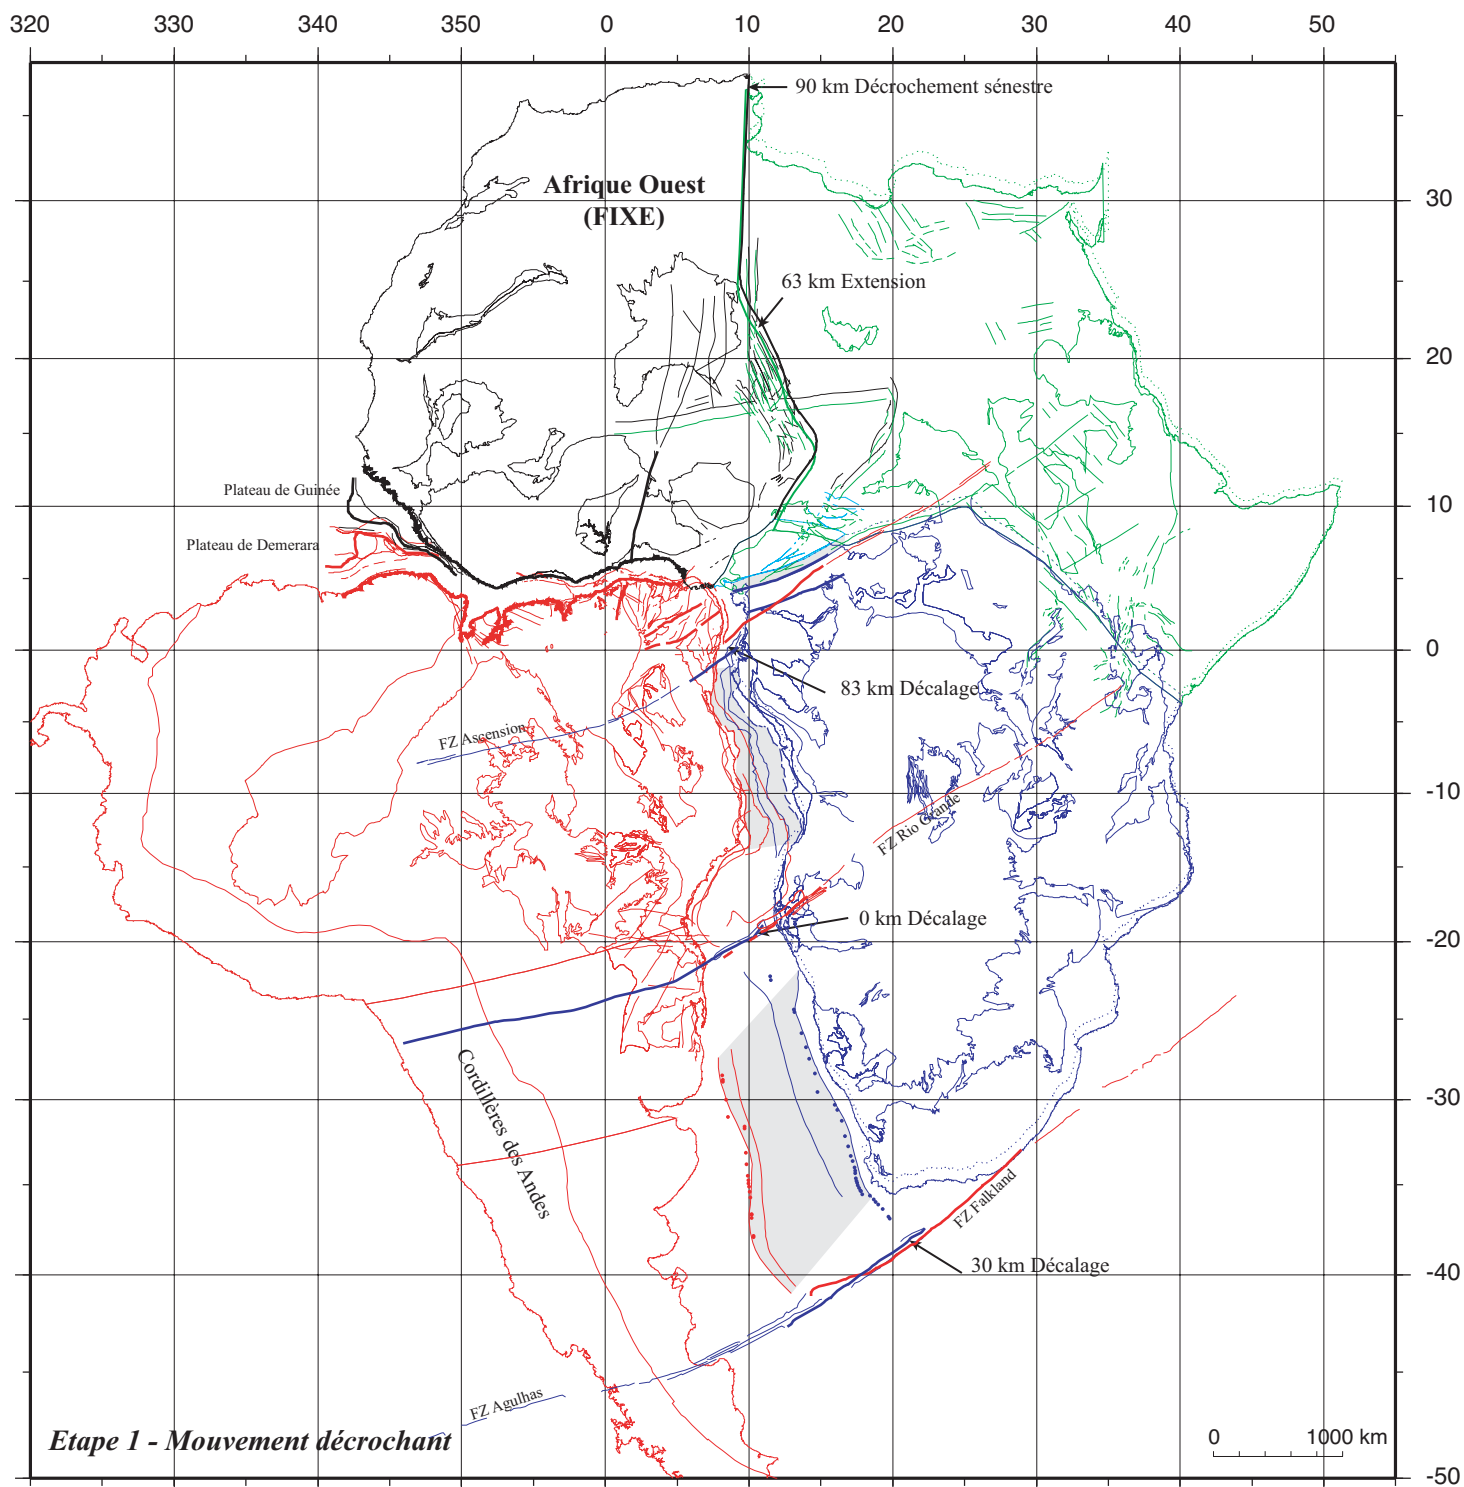 320 330 340 350 0 10 20 30 40 50
90 km Décrochement sénestre
Afrique Ouest
(FIXE)
30
63 km Extension
20
Plateau de Guinée
10
Plateau de Demerara
0
83 km Décalage
FZ Ascension
-10
FZ Rio Grande
0 km Décalage
-20
Cordillères des Andes
-30
FZ Falkland
30 km Décalage
-40
FZ Agulhas
Etape 1 - Mouvement décrochant
0 1000 km
-50